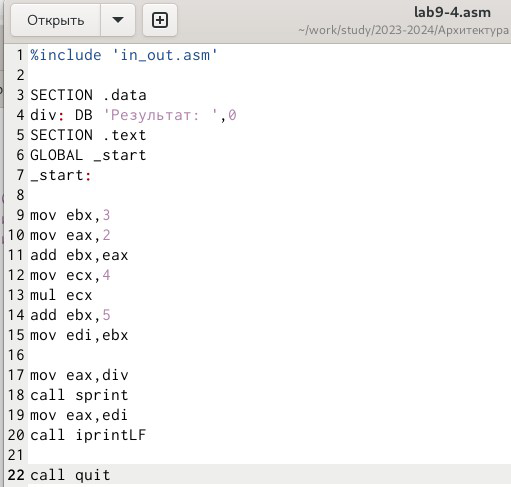 Открыть
lab9-4.asm
~/work/study/2023-2024/Архитектура
1 %include 'in_out.asm'
2
3 SECTION .data
4 div: DB 'Результат: ',0
5 SECTION .text
6 GLOBAL _start
7 _start:
8
9 mov ebx,3
10 mov eax,2
11 add ebx,eax
12 mov ecx,4
13 mul ecx
14 add ebx,5
15 mov edi,ebx
16
17 mov eax,div
18 call sprint
19 mov eax,edi
20 call iprintLF
21
22 call quit